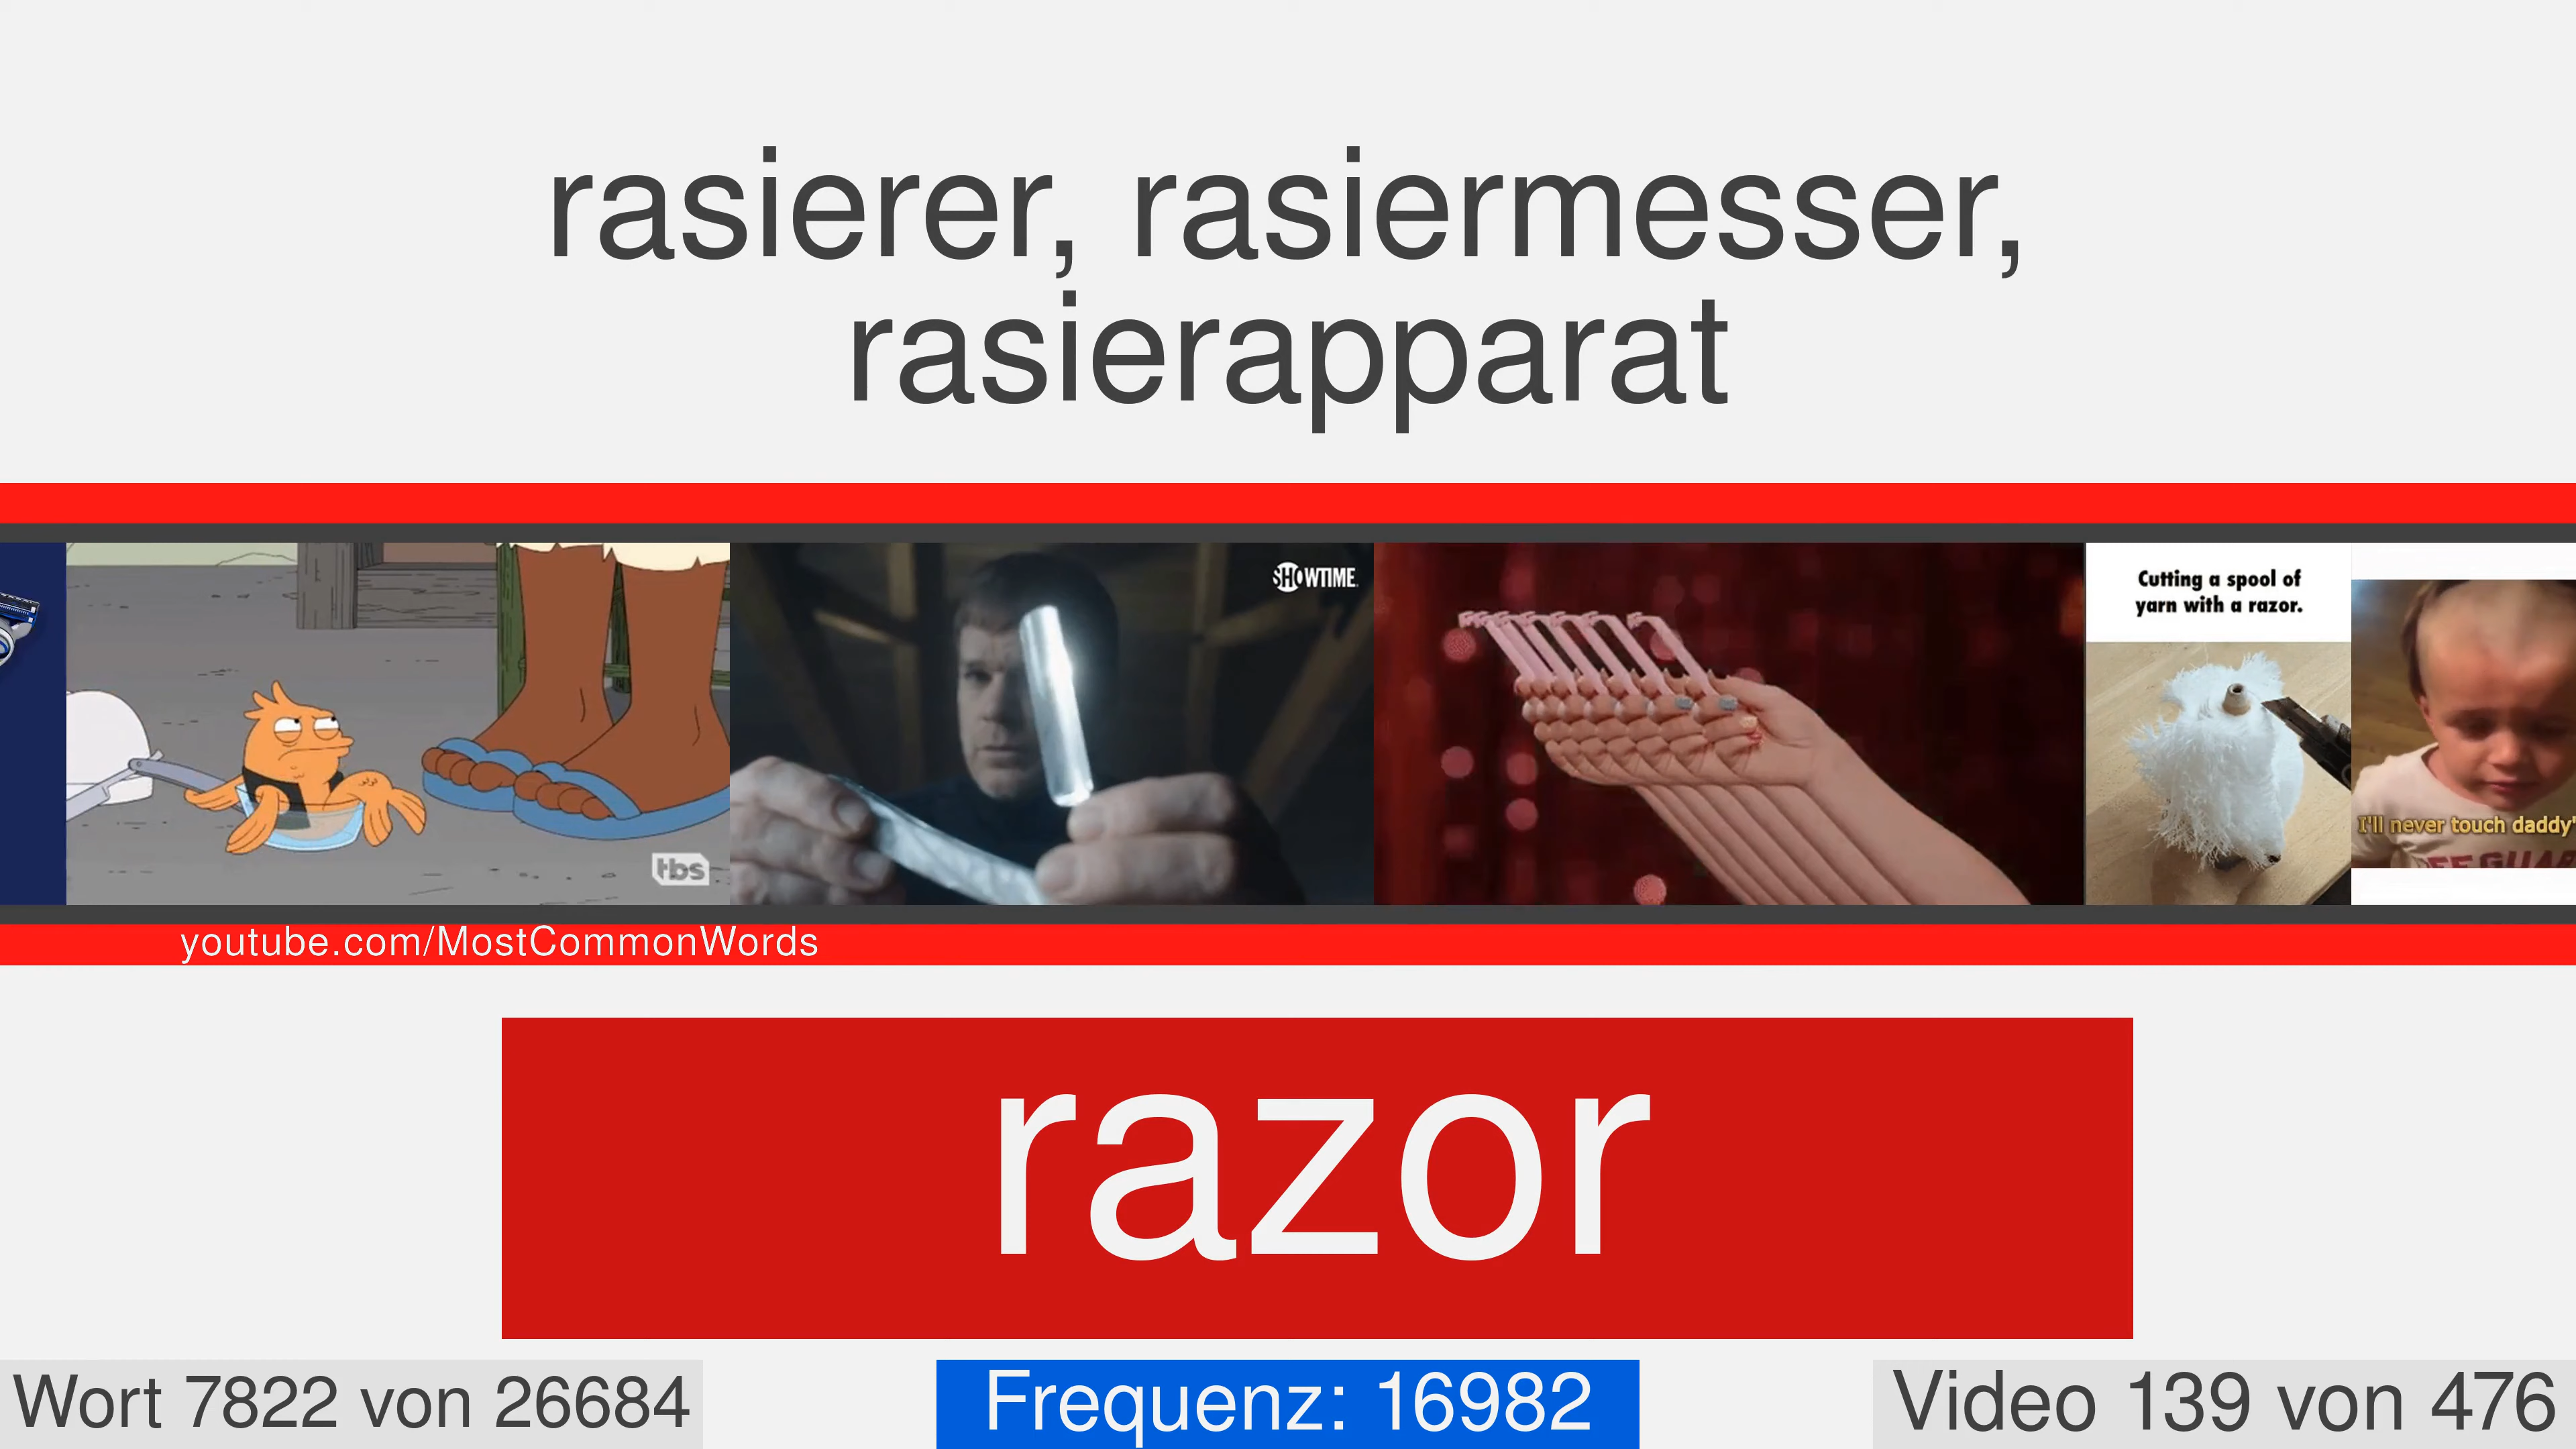 rasierer, rasiermesser,
rasierapparat
SHOWTIME
Cutting a spool of
yarn with a razor.
I'll never touch daddy'
tbs
youtube.com/MostCommonWords
razor
Wort 7822 von 26684
Frequenz: 16982
Video 139 von 476